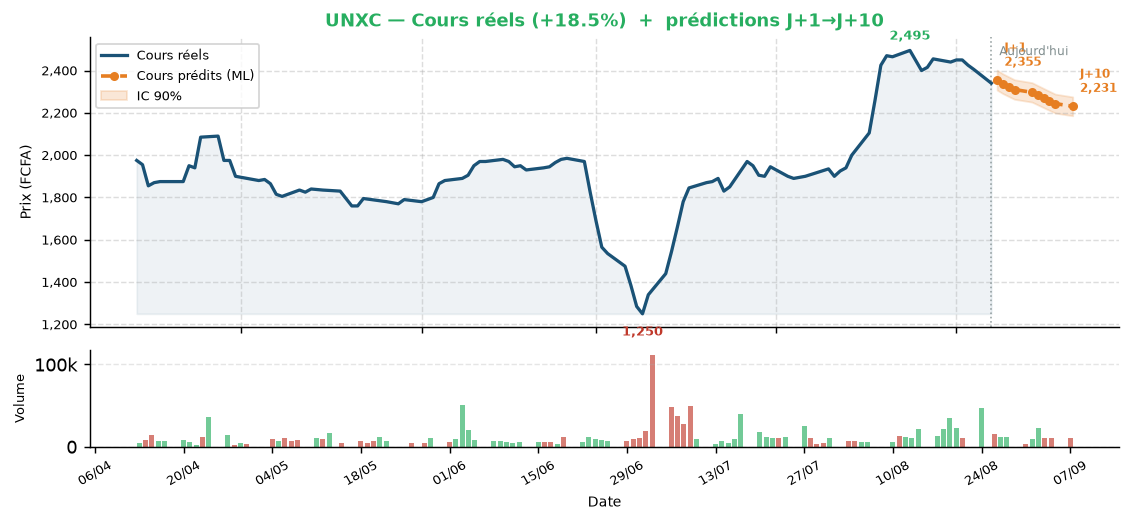 UNXC — Cours réels (+18.5%)  +  prédictions J+1→J+10
Cours réels
Cours prédits (ML)
IC 90%
2,495
J+1
2,355
Aujourd'hui
J+10
2,231
1,250
Prix (FCFA)
2,400
2,200
2,000
1,800
1,600
1,400
1,200
Volume
100k
0
06/04
20/04
04/05
18/05
01/06
15/06
29/06
13/07
27/07
10/08
24/08
07/09
Date